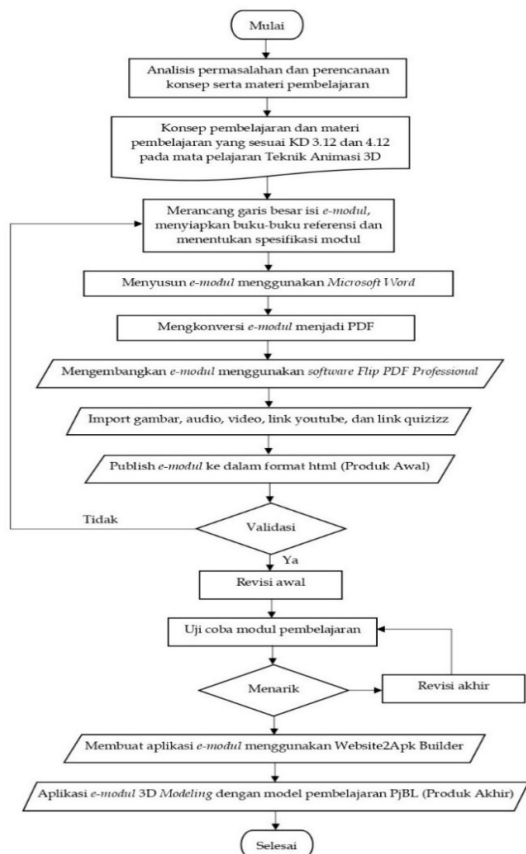 Mulai
Analisis permasalahan dan perencanaan
konsep serta materi pembelajaran
Konsep pembelajaran dan materi
pembelajaran yang sesuai KD 3.12 dan 4.12
pada mata pelajaran Teknik Animasi 3D
Merancang garis besar isi e-modul,
menyiapkan buku-buku referensi dan
menentukan spesifikasi modul
Menyusun e-modul menggunakan Microsoft Word
Mengkonversi e-modul menjadi PDF
Mengembangkan e-modul menggunakan software Flip PDF Professional
Import gambar, audio, video, link youtube, dan link quizizz
Publish e-modul ke dalam format html (Produk Awal)
Tidak
Validasi
Ya
Revisi awal
Uji coba modul pembelajaran
Menarik
Revisi akhir
Membuat aplikasi e-modul menggunakan Website2Apk Builder
Aplikasi e-modul 3D Modeling dengan model pembelajaran PjBL (Produk Akhir)
Selesai